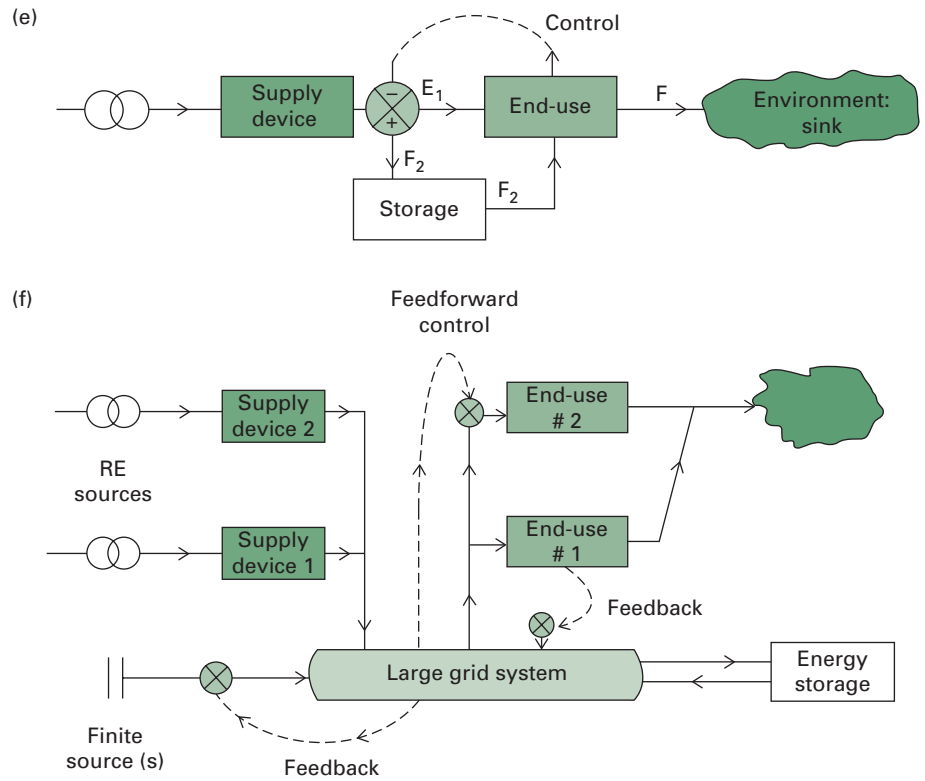 (e)
Control
Supply
device
−
+
E₁
End-use
F
Environment:
sink
F₂
Storage
F₂
(f)
Feedforward
control
Supply
device 2
End-use
# 2
RE
sources
Supply
device 1
End-use
# 1
Feedback
Large grid system
Energy
storage
Finite
source (s)
Feedback